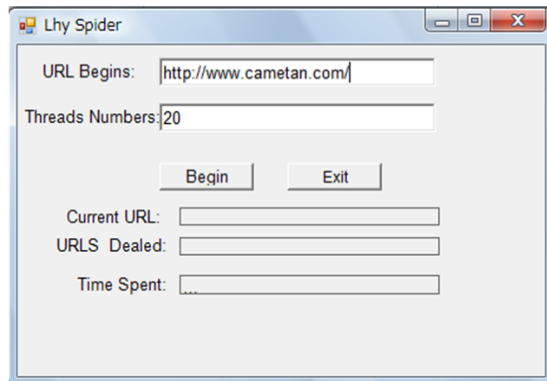 Lhy Spider
URL Begins: http://www.cametan.com/
Threads Numbers: 20
Begin Exit
Current URL:
URLS Dealed:
Time Spent: ...